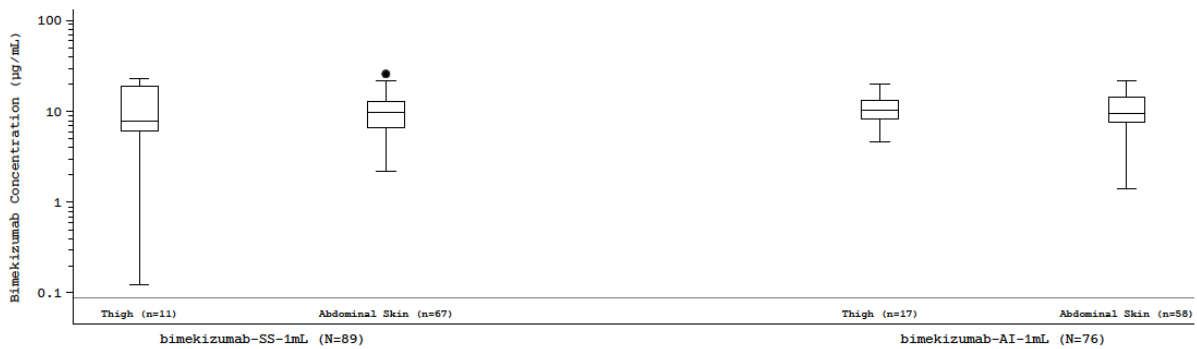 Bimekizumab Concentration (µg/mL)
100
10
1
0.1
Thigh (n=11)
Abdominal Skin (n=67)
Thigh (n=17)
Abdominal Skin (n=58)
bimekizumab-SS-1mL (N=89)
bimekizumab-AI-1mL (N=76)